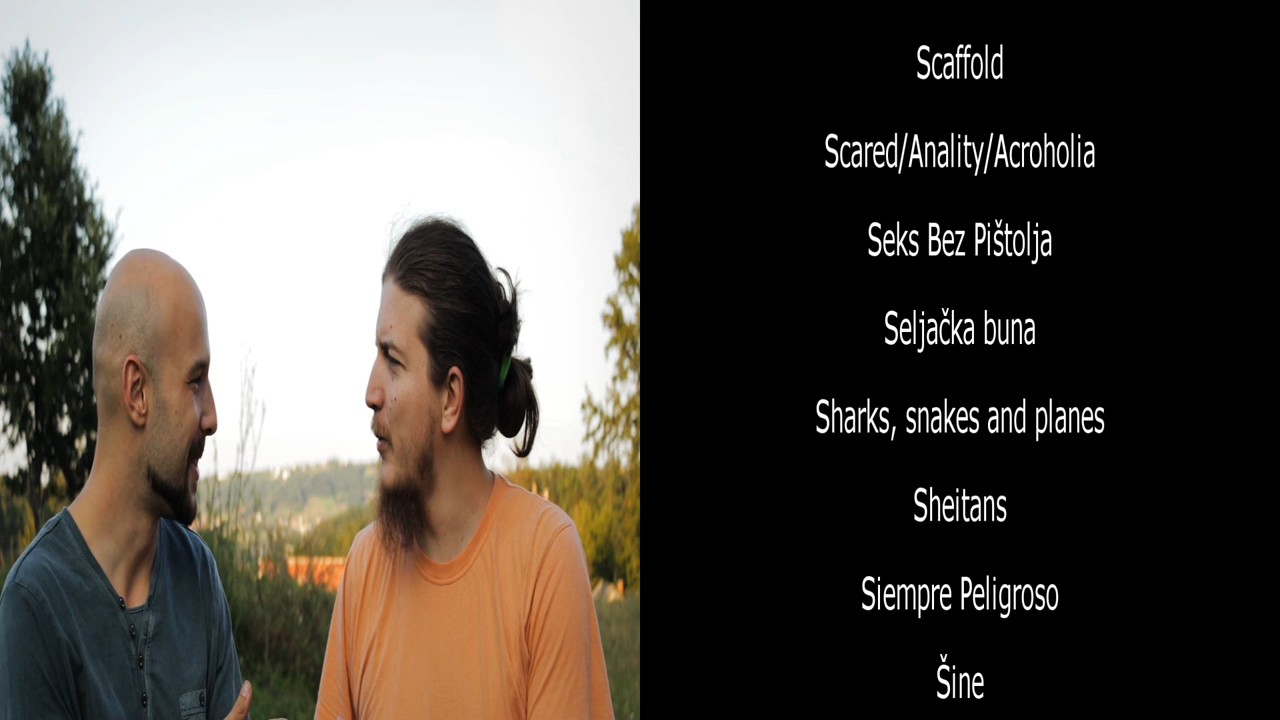 Scaffold
Scared/Anality/Acroholia
Seks Bez Pištolja
Seljačka buna
Sharks, snakes and planes
Sheitans
Siempre Peligroso
Šine